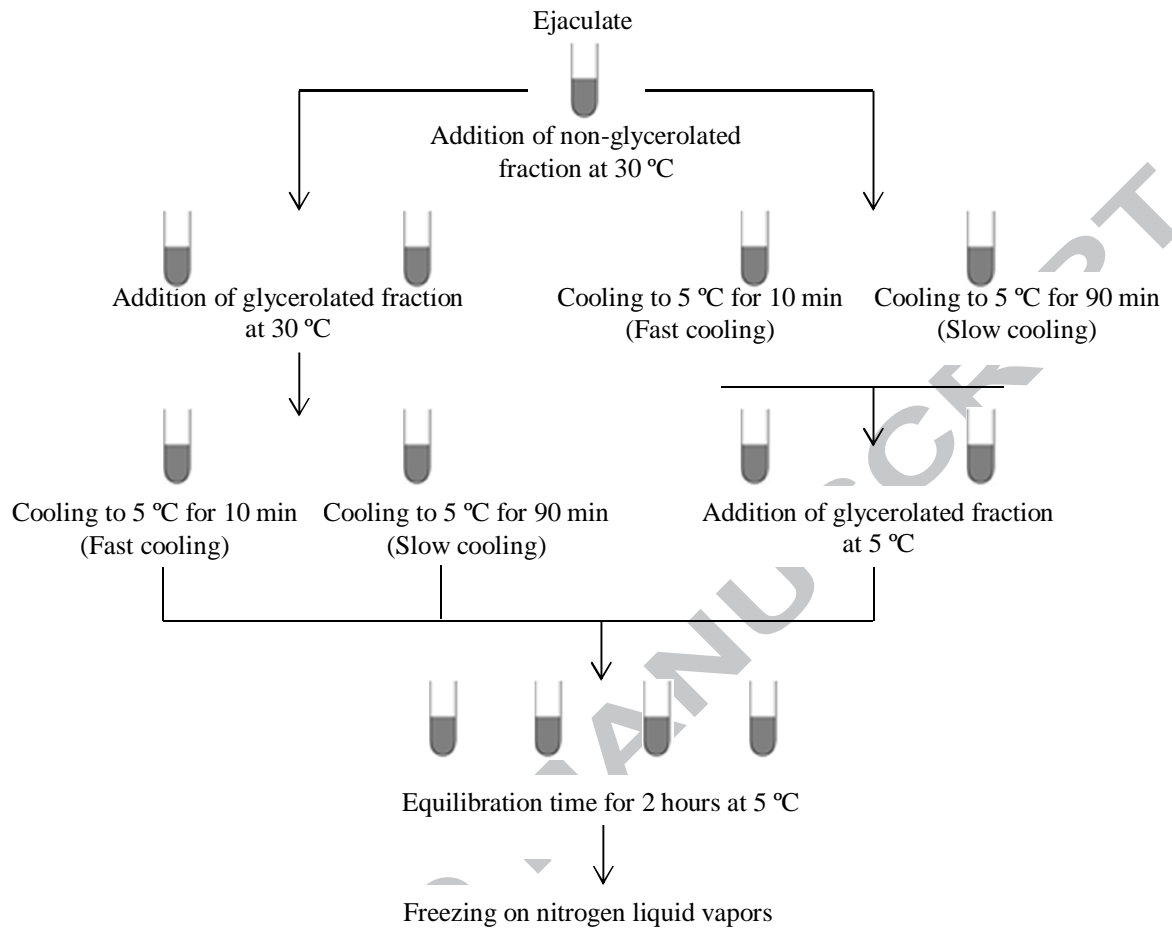 Ejaculate
Addition of non-glycerolated
fraction at 30 ºC
Addition of glycerolated fraction
at 30 ºC
Cooling to 5 ºC for 10 min
(Fast cooling)
Cooling to 5 ºC for 90 min
(Slow cooling)
Cooling to 5 ºC for 10 min
(Fast cooling)
Cooling to 5 ºC for 90 min
(Slow cooling)
Addition of glycerolated fraction
at 5 ºC
Equilibration time for 2 hours at 5 ºC
Freezing on nitrogen liquid vapors